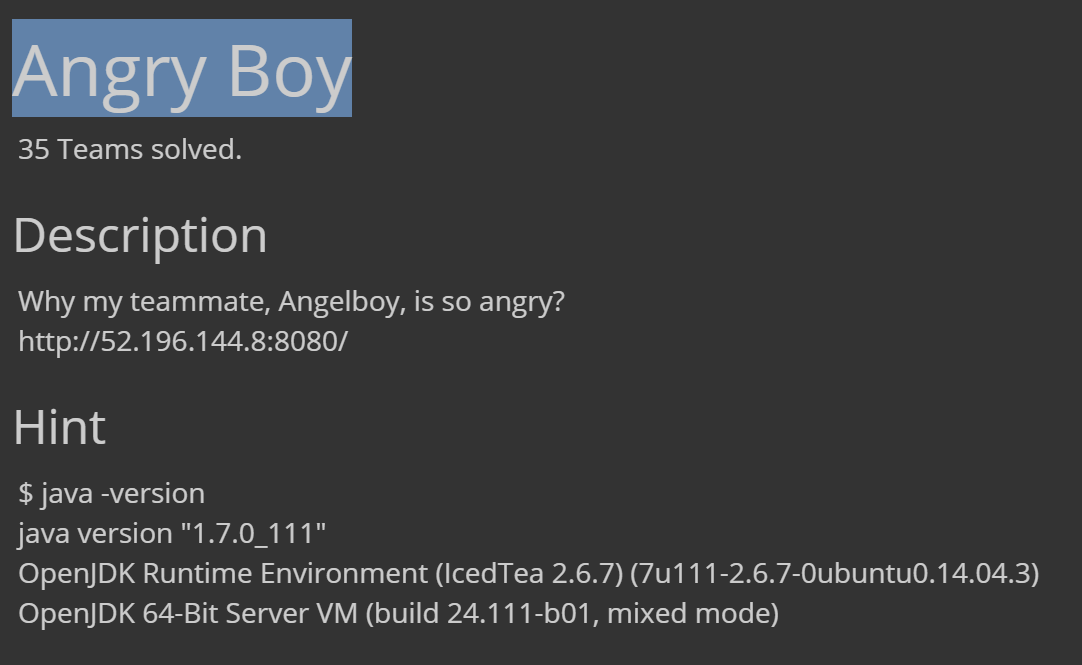 Angry Boy
35 Teams solved.
Description
Why my teammate, Angelboy, is so angry?
http://52.196.144.8:8080/
Hint
$ java -version
java version "1.7.0_111"
OpenJDK Runtime Environment (IcedTea 2.6.7) (7u111-2.6.7-0ubuntu0.14.04.3)
OpenJDK 64-Bit Server VM (build 24.111-b01, mixed mode)